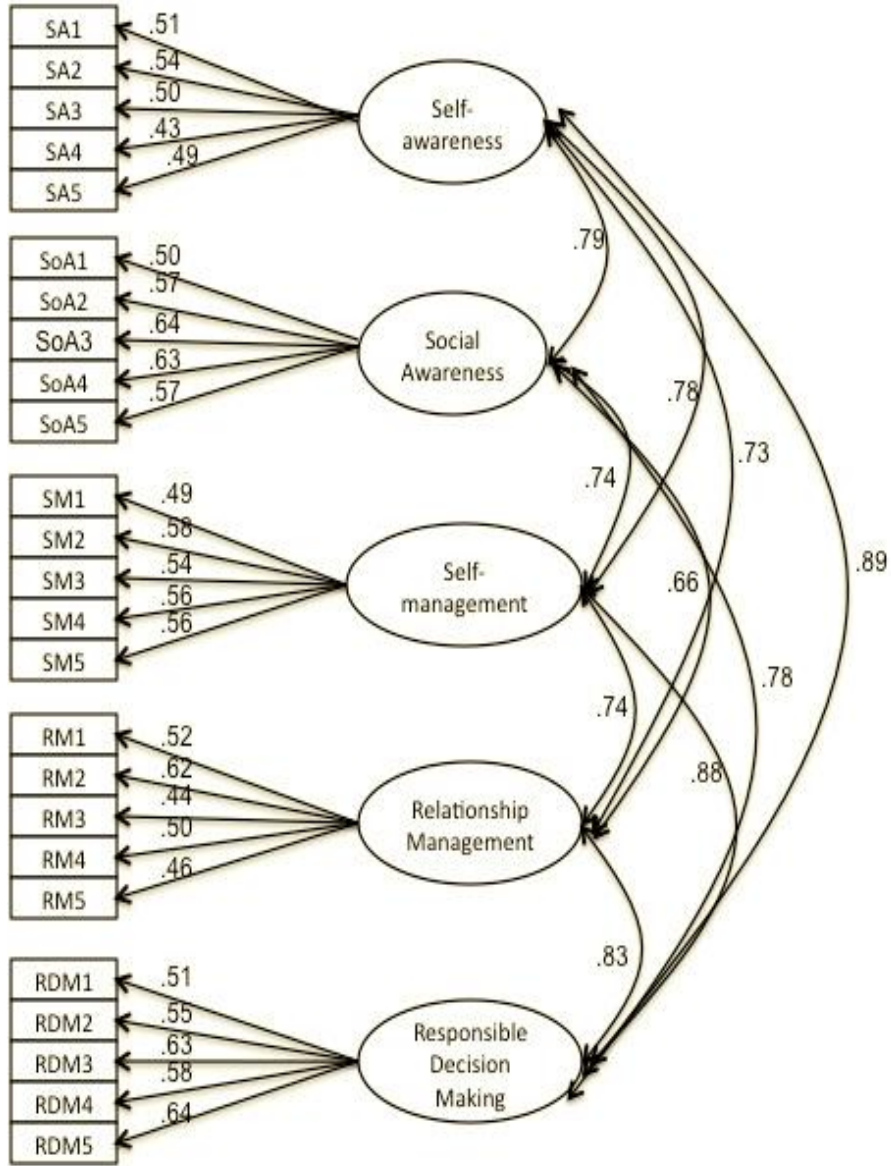 SA1
SA2
SA3
SA4
SA5
.51
.54
.50
.43
.49
Self-
awareness
SoA1
SoA2
SoA3
SoA4
SoA5
.50
.57
.64
.63
.57
Social
Awareness
SM1
SM2
SM3
SM4
SM5
.49
.58
.54
.56
.56
Self-
management
RM1
RM2
RM3
RM4
RM5
.52
.62
.44
.50
.46
Relationship
Management
RDM1
RDM2
RDM3
RDM4
RDM5
.51
.55
.63
.58
.64
Responsible
Decision
Making
.79
.78
.73
.74
.89
.66
.78
.74
.88
.83